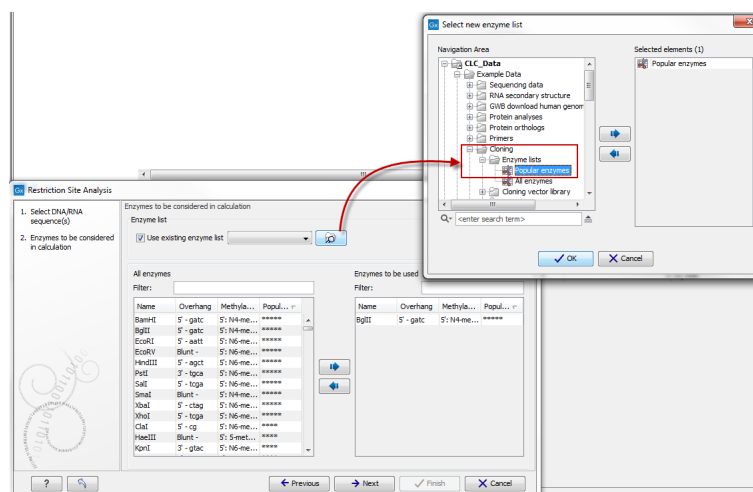 Select new enzyme list
Navigation Area
CLC_Data
Example Data
Sequencing data
RNA secondary structure
GWB download human genom
Protein analyses
Protein orthologs
Primers
Cloning
Enzyme lists
Popular enzymes
All enzymes
Cloning vector library
<enter search term>
Selected elements (1)
Popular enzymes
OK Cancel
Restriction Site Analysis
1. Select DNA/RNA
sequence(s)
2. Enzymes to be considered
in calculation
Enzymes to be considered in calculation
Enzyme list
Use existing enzyme list
All enzymes
Filter:
Name Overhang Methyla... Popul...
BamHI 5' - gatc 5': N4-me... *****
BglII 5' - gatc 5': N4-me... *****
EcoRI 5' - aatt 5': N6-me... *****
EcoRV Blunt - 5': N6-me... *****
HindIII 5' - agct 5': N6-me... *****
PstI 3' - tgca 5': N6-me... *****
SalI 5' - tcga 5': N6-me... *****
SmaI Blunt - 5': N4-me... *****
XbaI 5' - ctag 5': N6-me... *****
XhoI 5' - tcga 5': N6-me... *****
ClaI 5' - cg 5': N6-me... ****
HaeIII Blunt - 5': 5-met... ****
KpnI 3' - gtac 5': N6-me... ****
Enzymes to be used
Filter:
Name Overhang Methyla... Popul...
BglII 5' - gatc 5': N4-me... *****
? Previous Next Finish Cancel